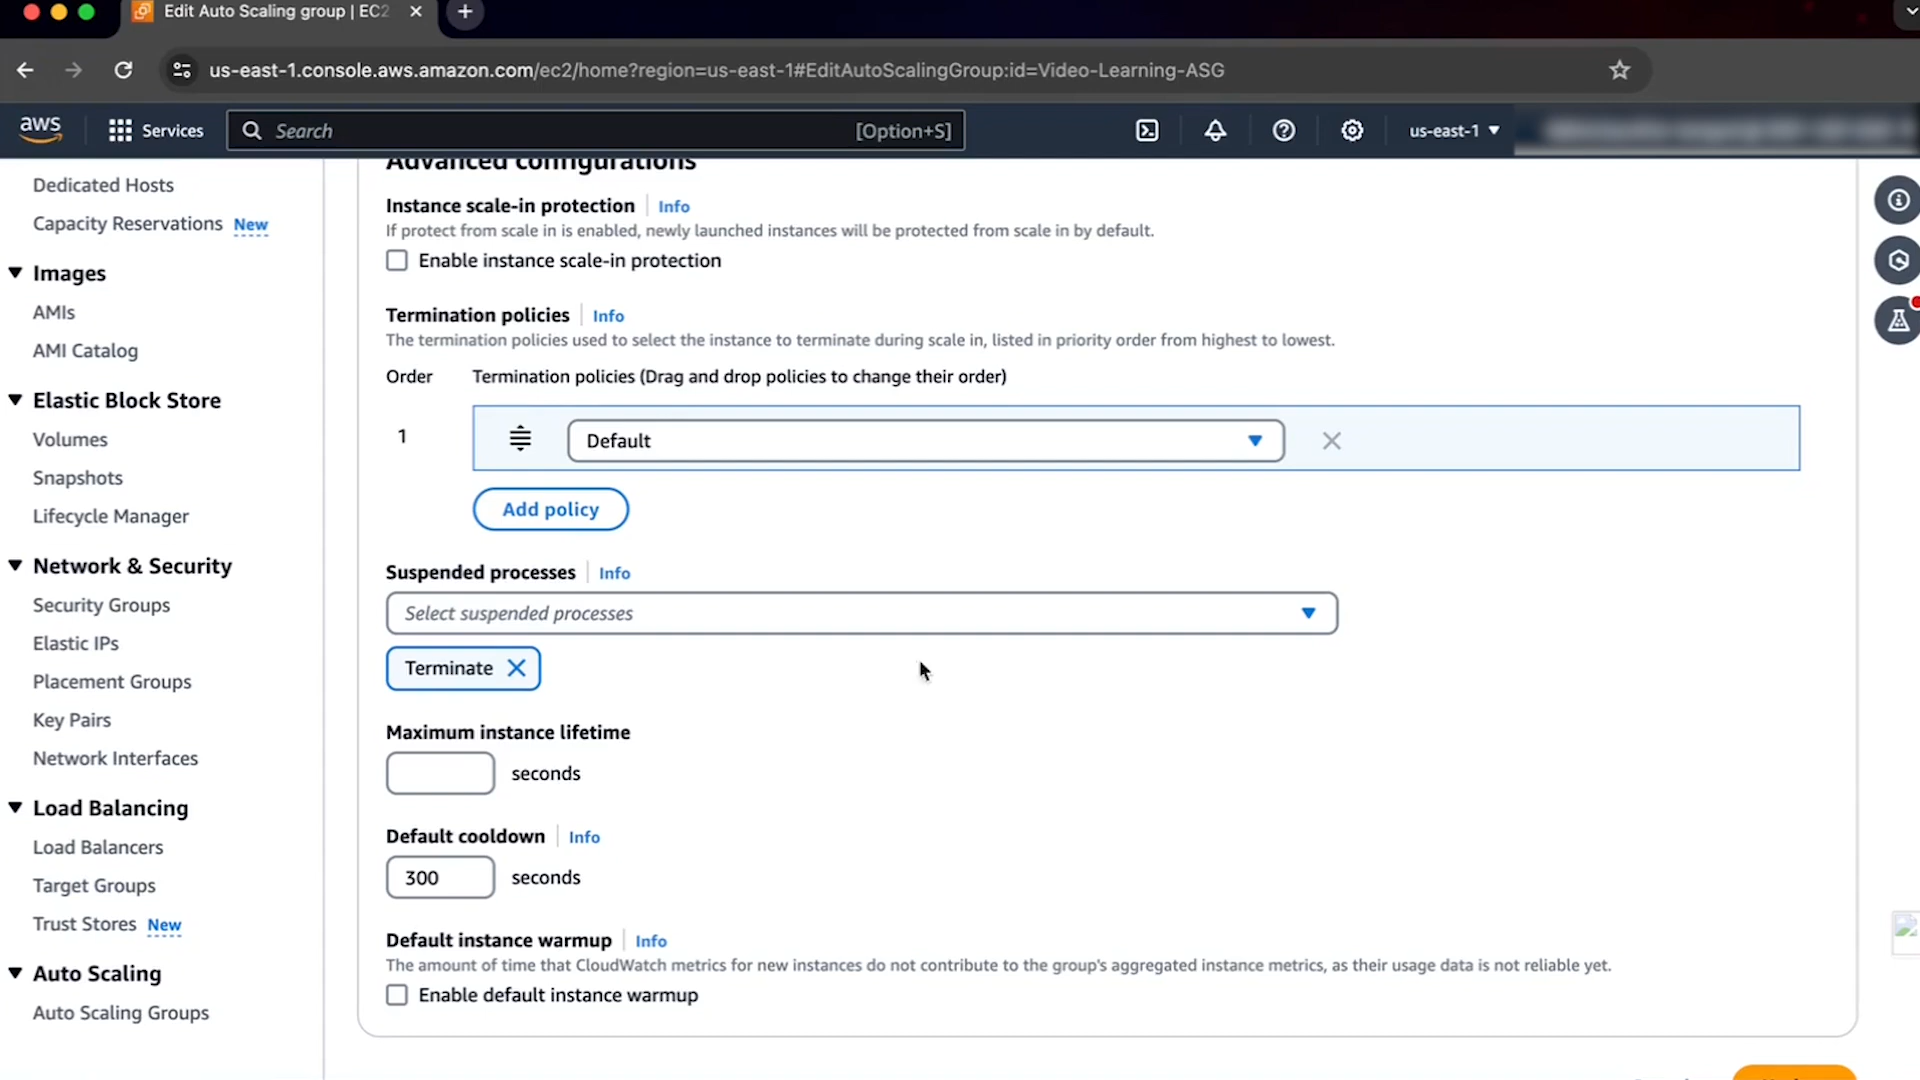 Edit Auto Scaling group | EC2
us-east-1.console.aws.amazon.com/ec2/home?region=us-east-1#EditAutoScalingGroup:id=Video-Learning-ASG
aws
Services
Search
[Option+S]
us-east-1
Dedicated Hosts
Capacity Reservations New
Images
AMIs
AMI Catalog
Elastic Block Store
Volumes
Snapshots
Lifecycle Manager
Network & Security
Security Groups
Elastic IPs
Placement Groups
Key Pairs
Network Interfaces
Load Balancing
Load Balancers
Target Groups
Trust Stores New
Auto Scaling
Auto Scaling Groups
Advanced configurations
Instance scale-in protection Info
If protect from scale in is enabled, newly launched instances will be protected from scale in by default.
Enable instance scale-in protection
Termination policies Info
The termination policies used to select the instance to terminate during scale in, listed in priority order from highest to lowest.
Order Termination policies (Drag and drop policies to change their order)
1 Default
Add policy
Suspended processes Info
Select suspended processes
Terminate
Maximum instance lifetime
seconds
Default cooldown Info
300 seconds
Default instance warmup Info
The amount of time that CloudWatch metrics for new instances do not contribute to the group's aggregated instance metrics, as their usage data is not reliable yet.
Enable default instance warmup